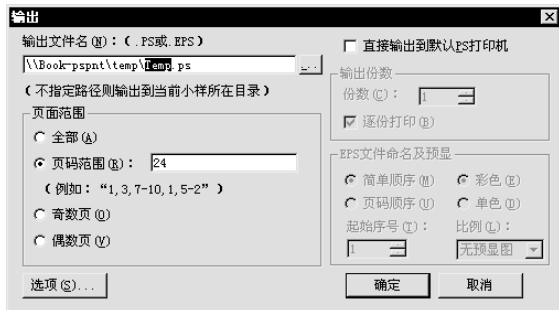 输出
输出文件名(N)：(.PS或.EPS)
\\Book-pspnt\temp\Temp.ps
...
(不指定路径则输出到当前小样所在目录)
页面范围
全部(A)
页码范围(R)：
24
(例如："1,3,7-10,1,5-2")
奇数页(O)
偶数页(V)
选项(S)...
直接输出到默认PS打印机
输出份数
份数(C)：
1
逐份打印(B)
EPS文件命名及预显
简单顺序(M)
彩色(E)
页码顺序(U)
单色(D)
起始序号(T)：
比例(L)：
1
无预显图
确定
取消